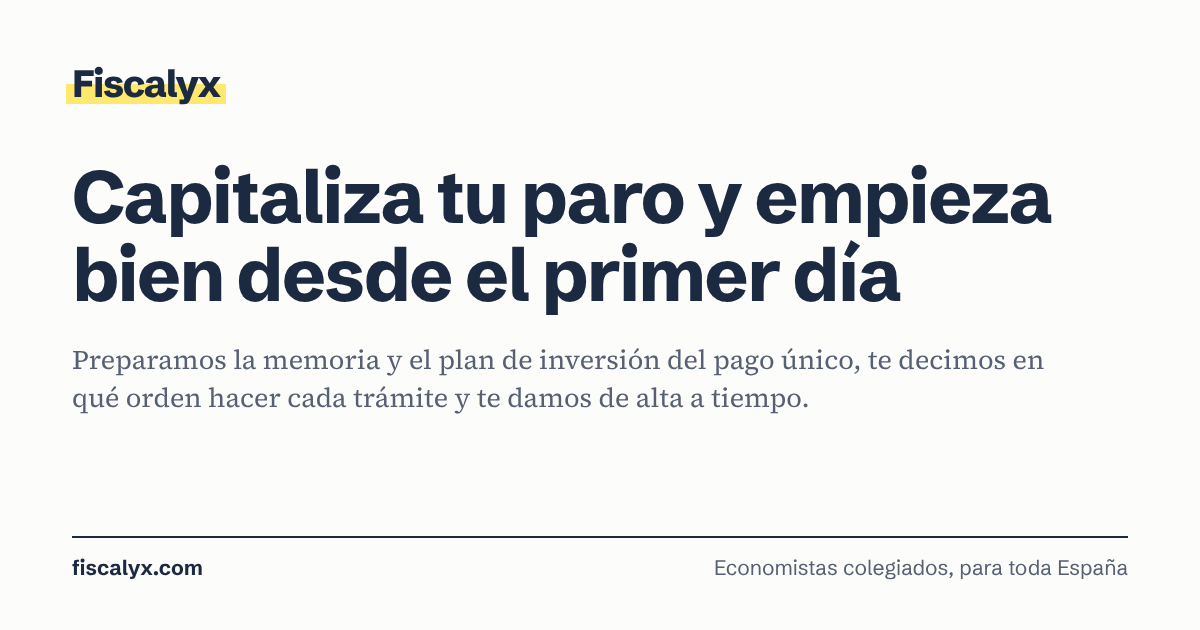 Fiscalyx
Capitaliza tu paro y empieza
bien desde el primer día
Preparamos la memoria y el plan de inversión del pago único, te decimos en
qué orden hacer cada trámite y te damos de alta a tiempo.
fiscalyx.com
Economistas colegiados, para toda España